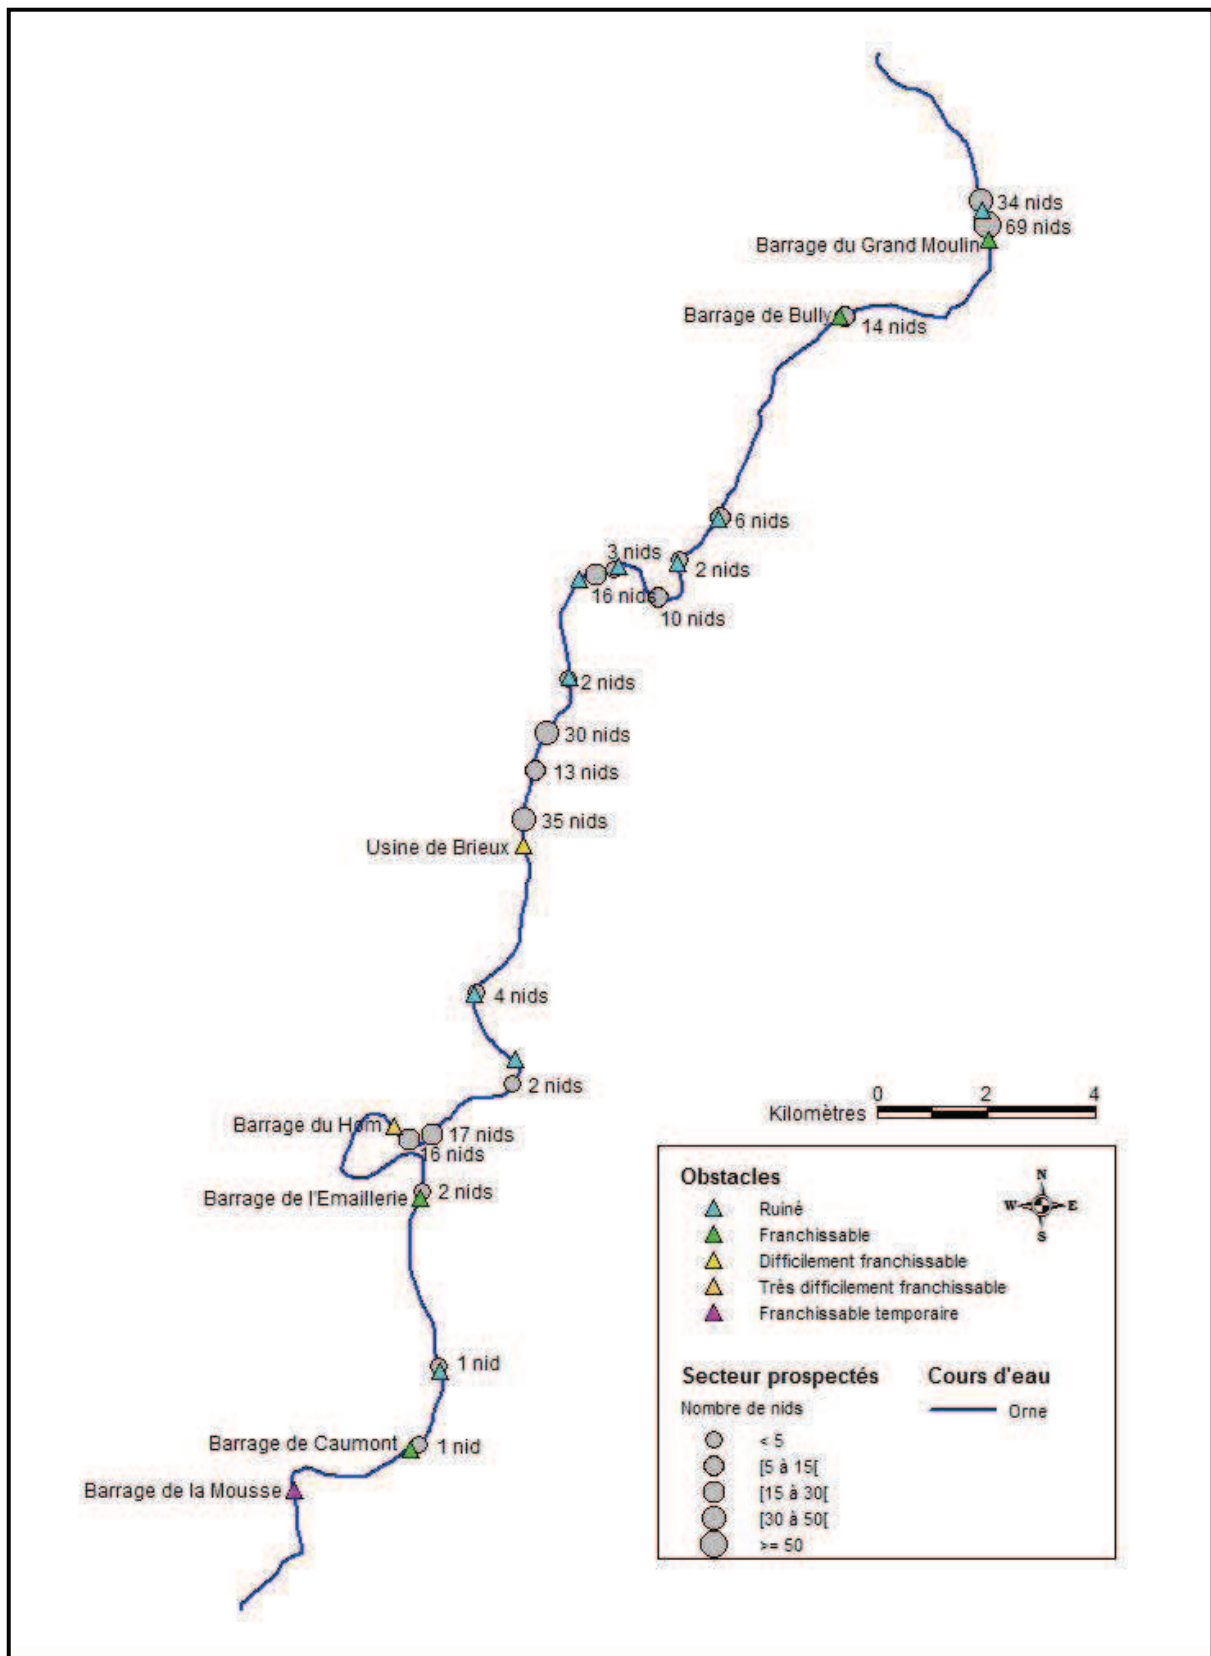 34 nids
69 nids
Barrage du Grand Moulin
Barrage de Bully
14 nids
6 nids
3 nids
2 nids
16 nids
10 nids
2 nids
30 nids
13 nids
35 nids
Usine de Brieux
4 nids
2 nids
0 2 4
Kilomètres
Barrage du Hom
17 nids
16 nids
Barrage de l'Emaillerie
2 nids
1 nid
Barrage de Caumont
1 nid
Barrage de la Mousse
Obstacles
N
W E
S
Ruiné
Franchissable
Difficilement franchissable
Très difficilement franchissable
Franchissable temporaire
Secteur prospectés
Nombre de nids
< 5
[5 à 15[
[15 à 30[
[30 à 50[
>= 50
Cours d'eau
Orne